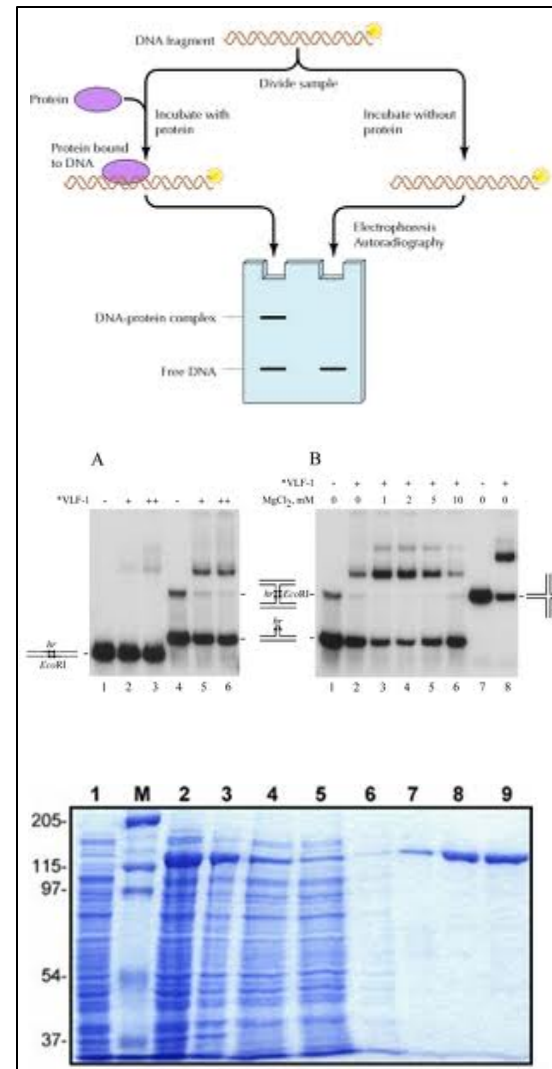 DNA fragment
Divide sample
Protein
Incubate with
protein
Incubate without
protein
Protein bound
to DNA
Electrophoresis
Autoradiography
DNA-protein complex
Free DNA
A
*VLF-1 - + ++ - + ++
hr
EcoRI
1 2 3 4 5 6
hr EcoRI
hr
B
*VLF-1 - + + + + + - +
MgCl2, mM 0 0 1 2 5 10 0 0
1 2 3 4 5 6 7 8
1 M 2 3 4 5 6 7 8 9
205-
115-
97-
54-
37-